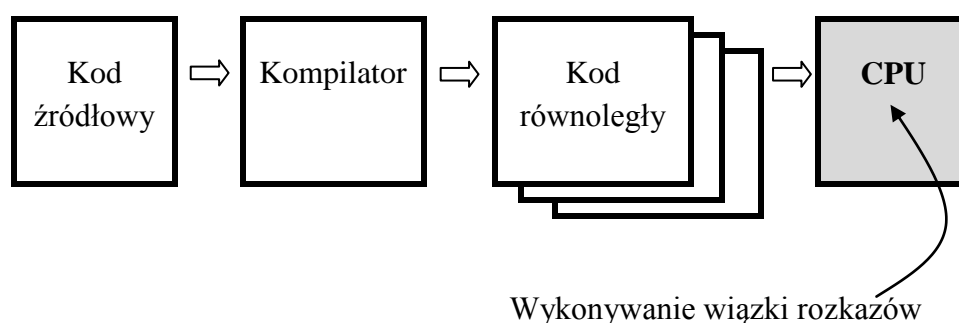 Kod
źródłowy
Kompilator
Kod
równoległy
CPU
Wykonywanie wiązki rozkazów